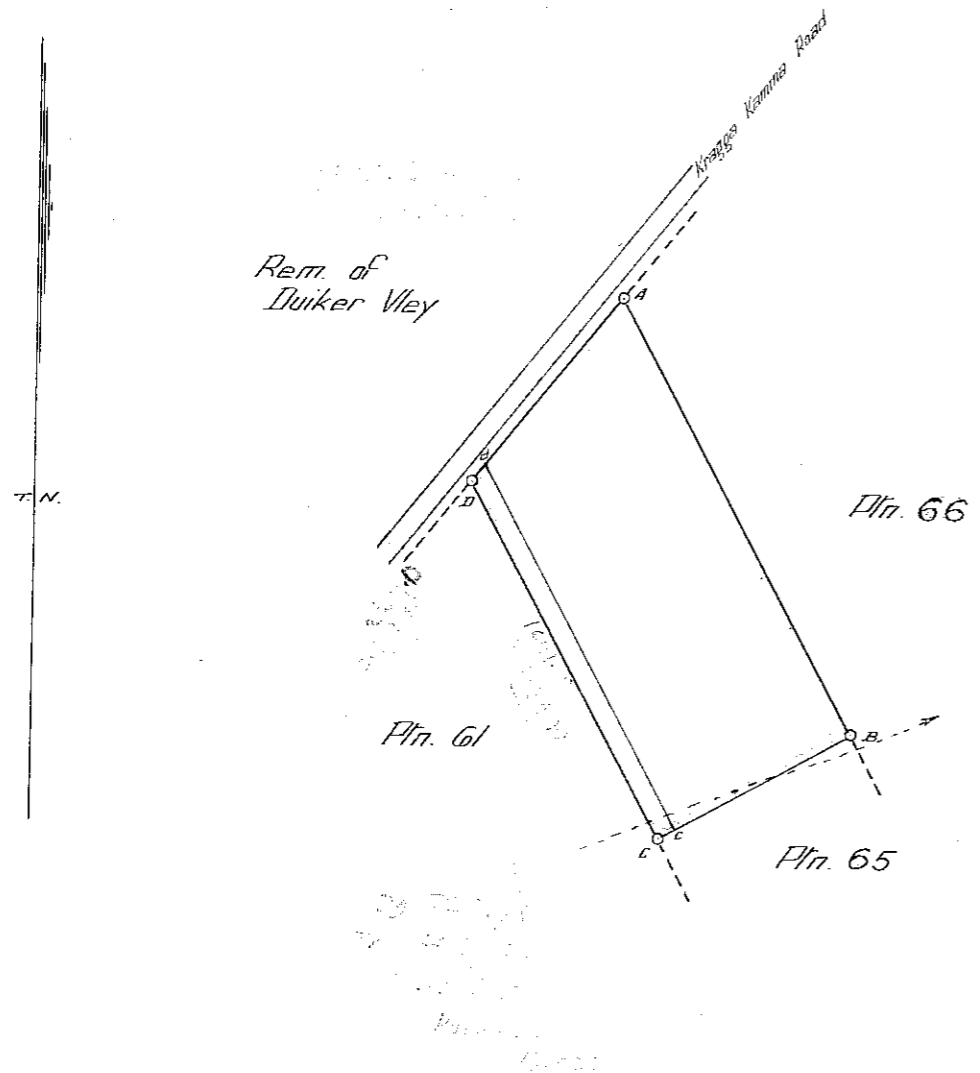 Kragga Kamma Road
Rem. of
Duiker Vley
A
d
D
T.N.
Ptn. 66
Ptn. 61
B
c
C
Ptn. 65